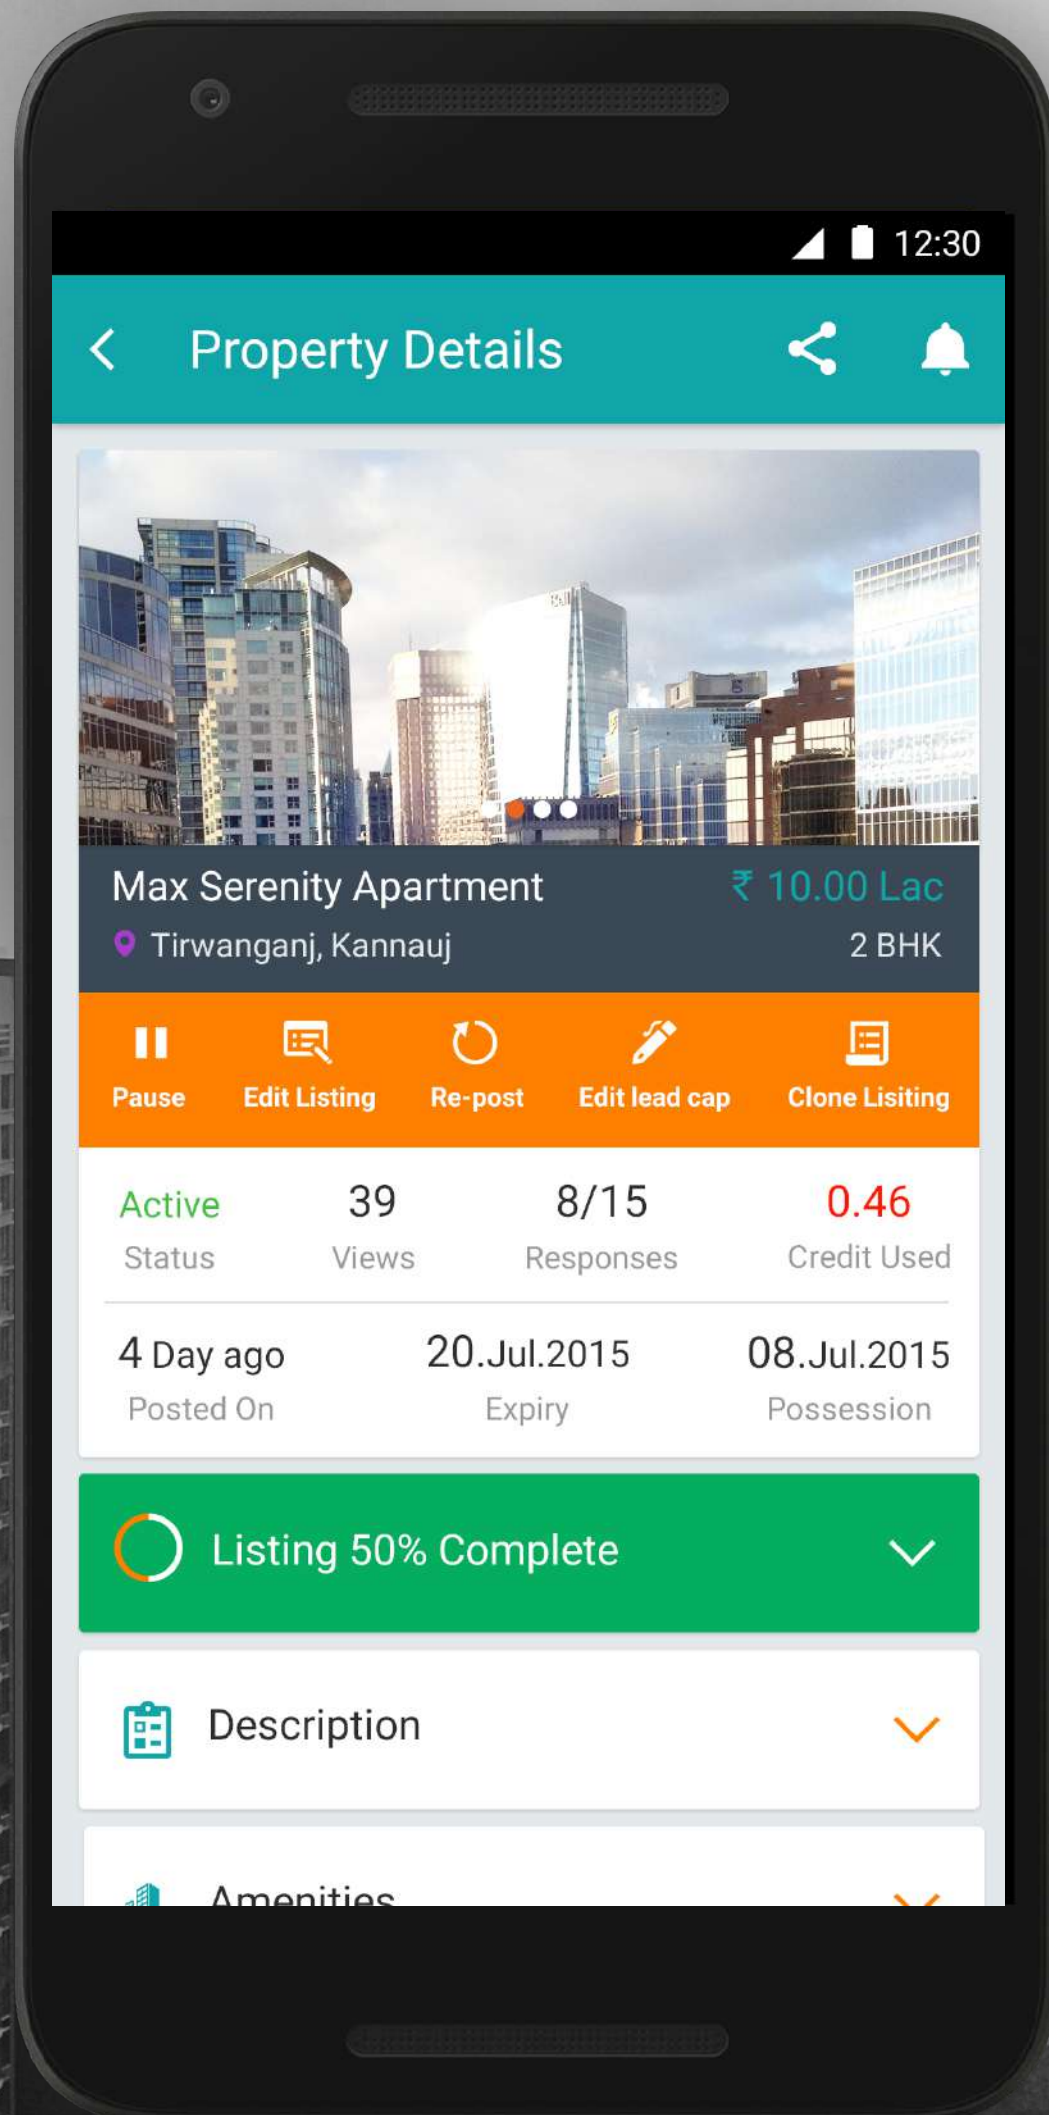 12:30
Property Details
Max Serenity Apartment ₹ 10.00 Lac
Tirwanganj, Kannauj 2 BHK
Pause Edit Listing Re-post Edit lead cap Clone Lisiting
Active 39 8/15 0.46
Status Views Responses Credit Used
4 Day ago 20.Jul.2015 08.Jul.2015
Posted On Expiry Possession
Listing 50% Complete
Description
Amenities